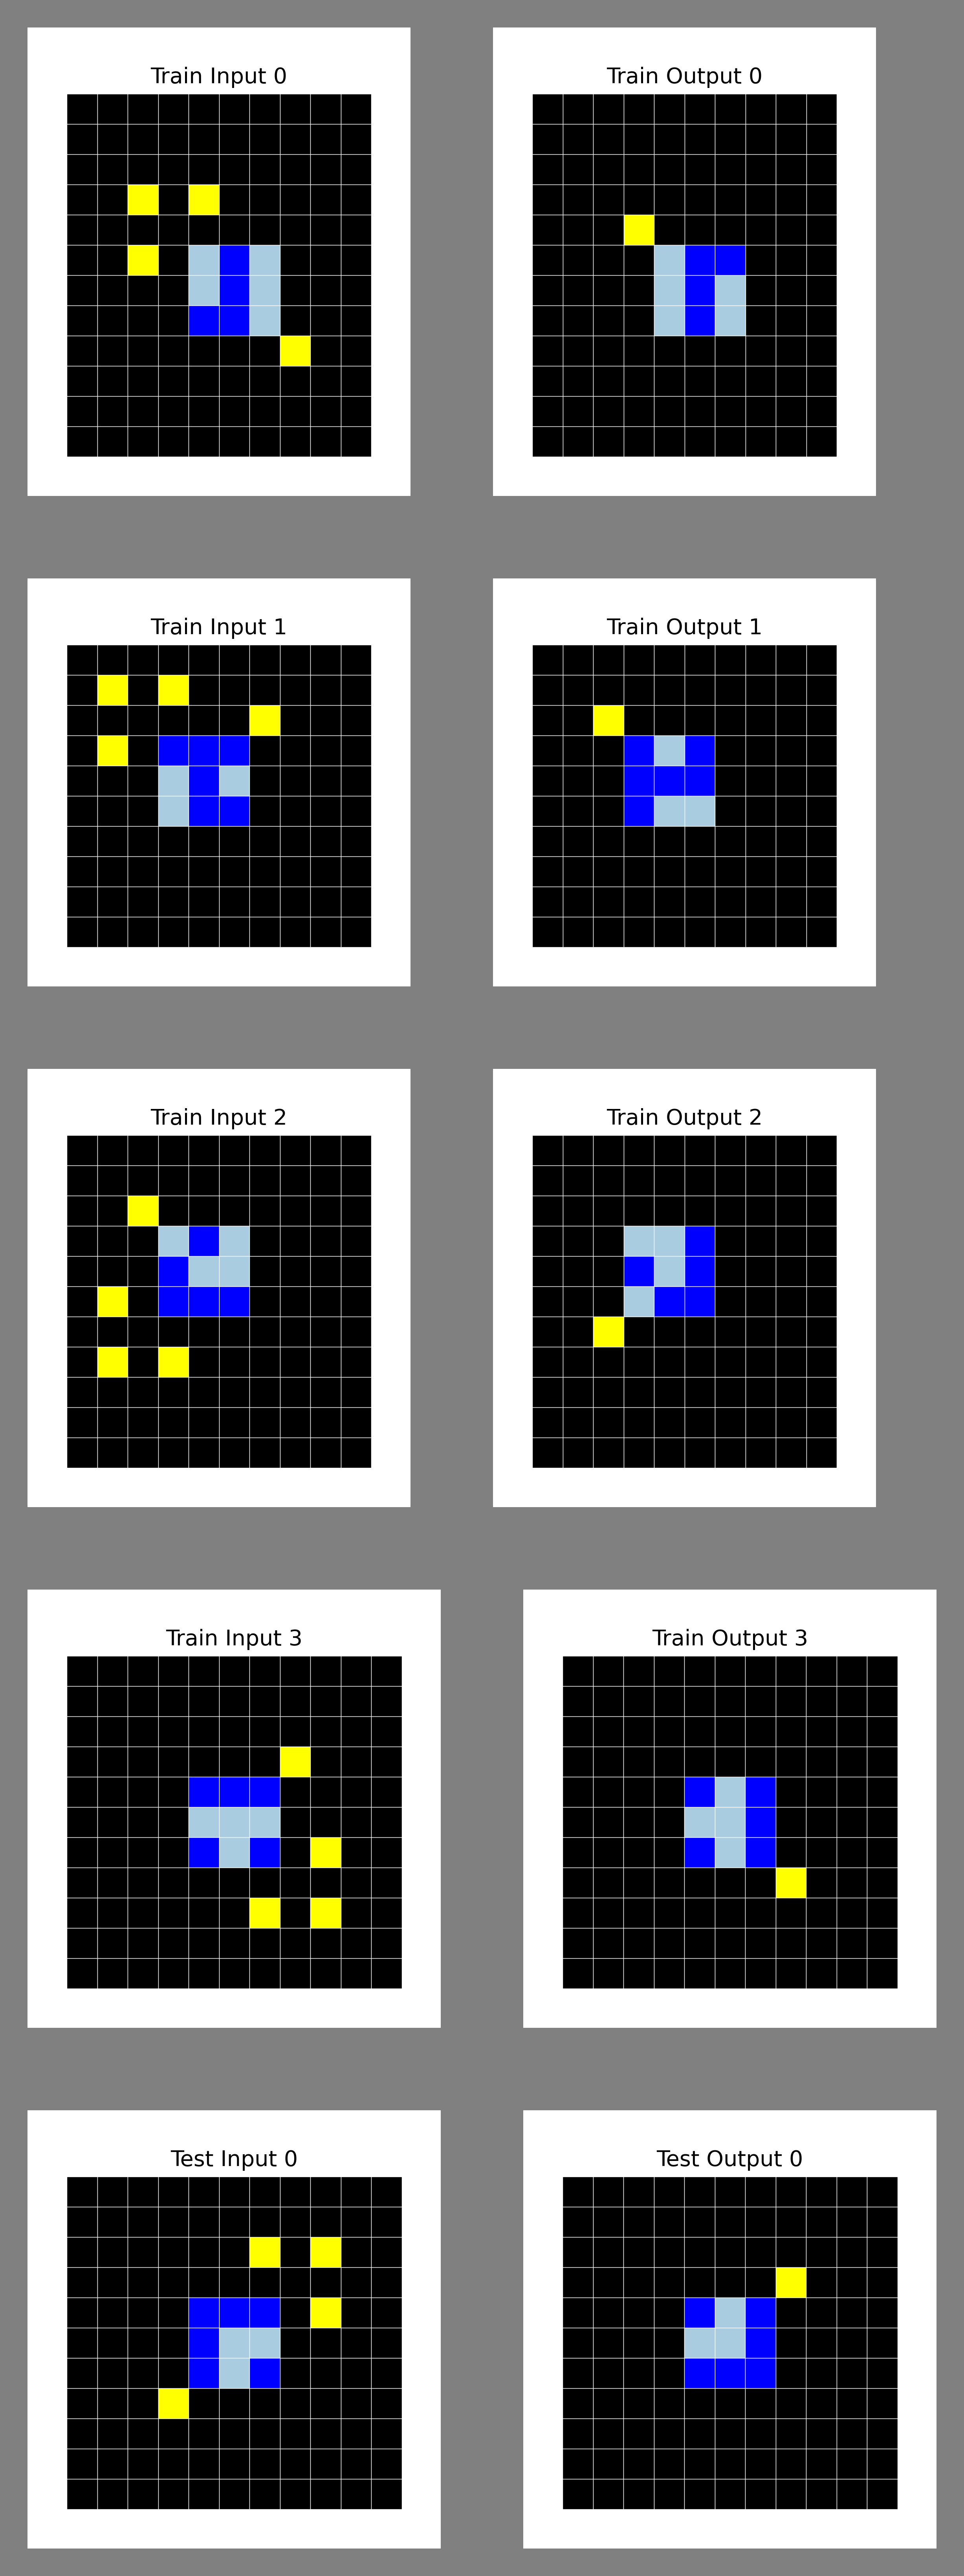 Train Input 0
Train Output 0
Train Input 1
Train Output 1
Train Input 2
Train Output 2
Train Input 3
Train Output 3
Test Input 0
Test Output 0